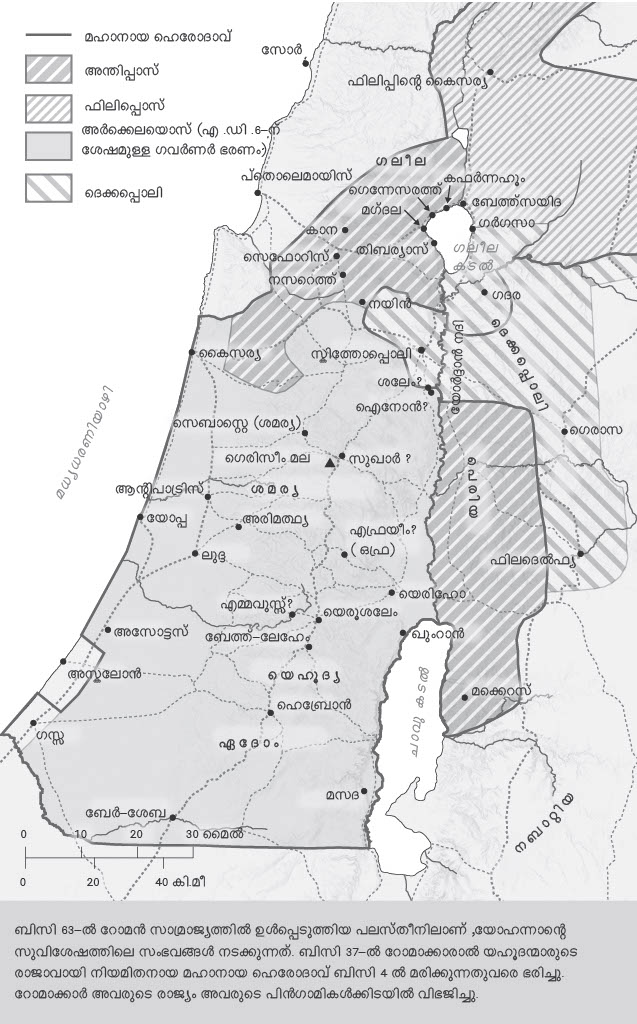 മഹാനായ ഹെരോദാവ്
അന്തിപ്പാസ്
ഫിലിപ്പൊസ്
അർക്കെലയൊസ് (എ .ഡി .6-ന്
ശേഷമുള്ള ഗവർണർ ഭരണം)
ദെക്കപ്പൊലി
സോർ
ഫിലിപ്പിന്റെ കൈസര്യ
ഗലീല
പ്തൊലെമായിസ്
ഗെന്നേസരത്ത്
കഫർന്നഹൂം
മഗ്ദല
ബേത്ത്സയിദ
ഗർഗസാ
കാന
തിബര്യാസ്
ഗലീല
കടൽ
സെഫോറിസ്
നസറെത്ത്
ഗദര
നയിൻ
ദെക്കപ്പൊലി
യോർദ്ദാൻ നദി
കൈസര്യ
സ്കിത്തോപ്പൊലി
ശലേം?
ഐനോൻ?
മധ്യധരണിയാഴി
സെബാസ്റ്റെ (ശമര്യ)
ഗെരാസ
ഗെരിസീം മല
സുഖാർ ?
പെരിയ
ആന്റിപാട്രിസ്
ശമര്യ
യോപ്പ
അരിമത്ഥ്യ
എഫ്രയീം?
(ഒഫ്ര)
ലുദ്ദ
ഫിലദെൽഫ്യ
യെരിഹോ
എമ്മവുസ്സ്?
യെരൂശലേം
അസോട്ടസ്
ബേത്ത-ലേഹേം
ഖുംറാൻ
അസ്കലോൻ
യെഹൂദ്യ
ചാവു കടൽ
മക്കെറസ്
ഹെബ്രോൻ
ഗസ്സ
ഏദോം
മസദ
നബാറ്റിയ
ബേർ-ശേബ
0 10 20 30 മൈൽ
0 20 40 കി.മീ
ബിസി 63-ൽ റോമൻ സാമ്രാജ്യത്തിൽ ഉൾപ്പെടുത്തിയ പലസ്തീനിലാണ് ,യോഹന്നാന്റെ
സുവിശേഷത്തിലെ സംഭവങ്ങൾ നടക്കുന്നത്. ബിസി 37-ൽ റോമാക്കാരാൽ യഹൂദന്മാരുടെ
രാജാവായി നിയമിതനായ മഹാനായ ഹെരോദാവ് ബിസി 4 ൽ മരിക്കുന്നതുവരെ ഭരിച്ചു.
റോമാക്കാർ അവരുടെ രാജ്യം അവരുടെ പിൻഗാമികൾക്കിടയിൽ വിഭജിച്ചു.